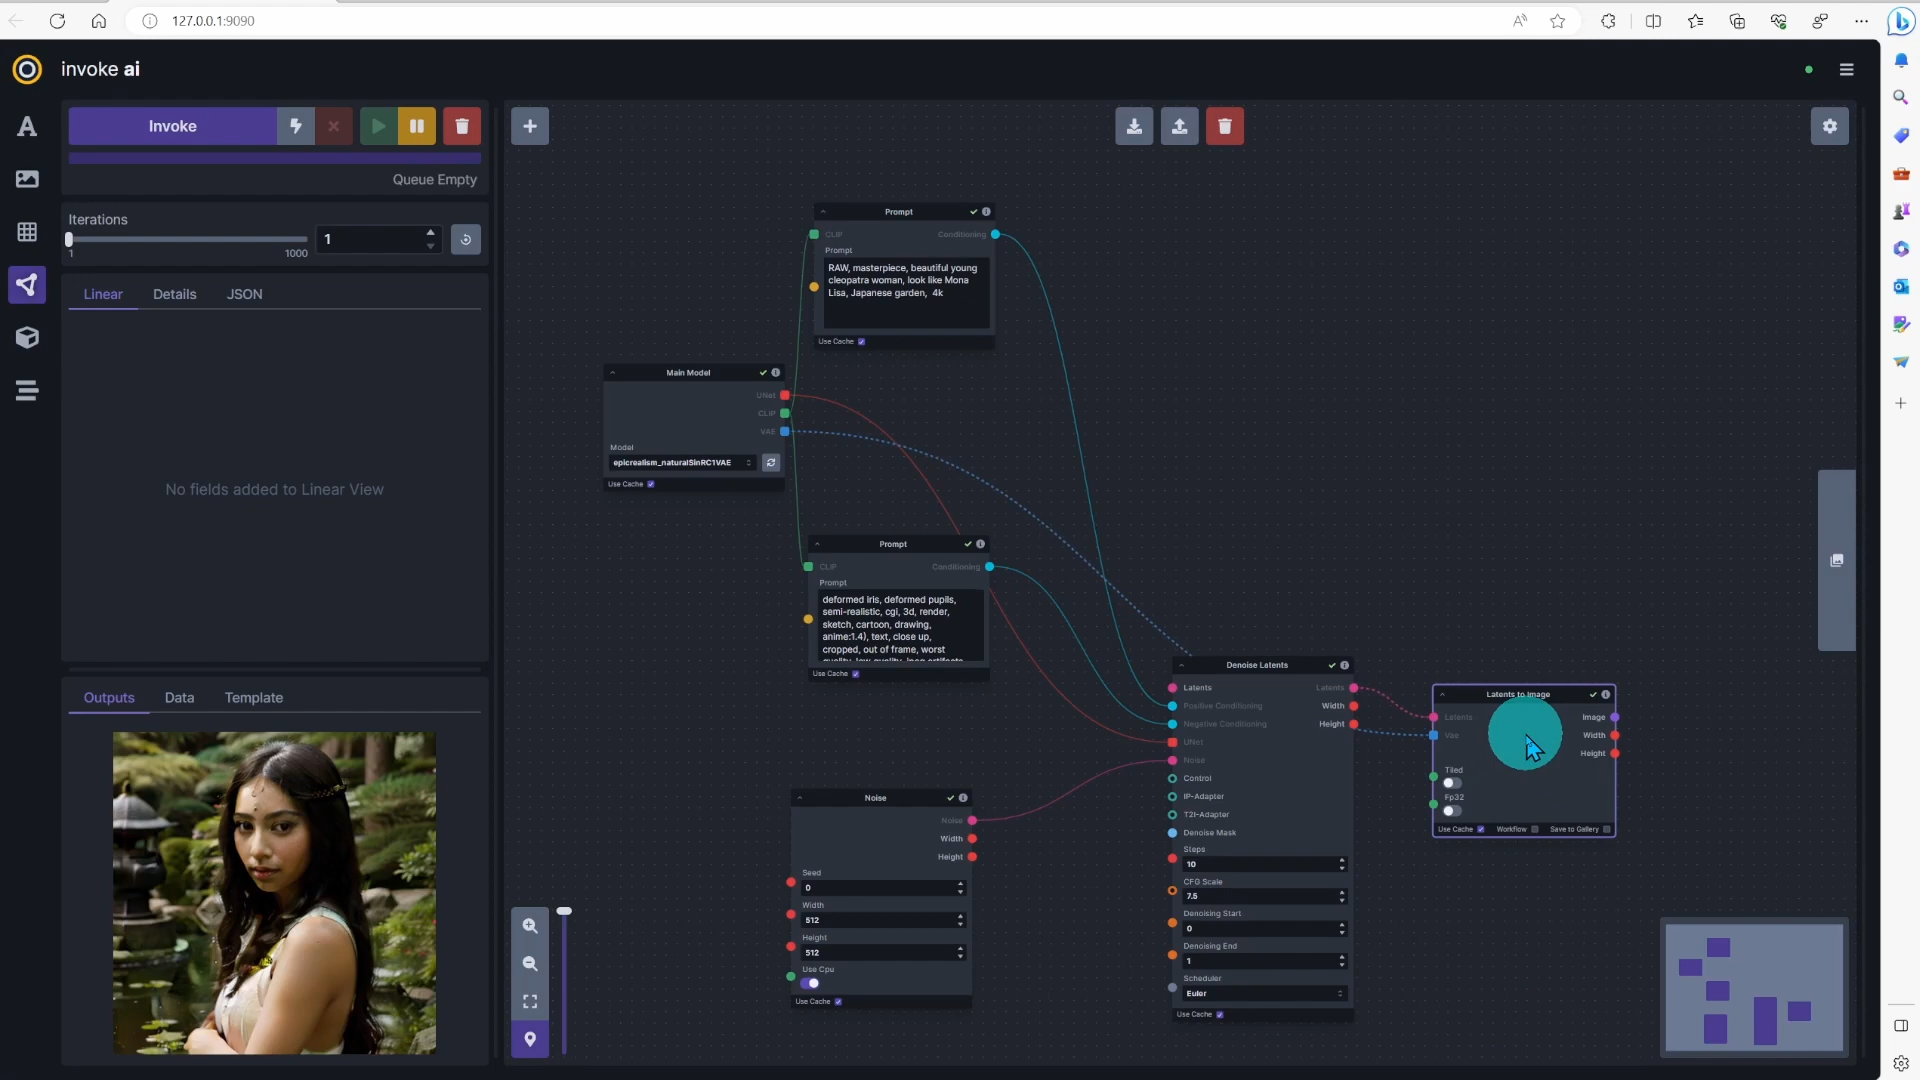 127.0.0.1:9090
invoke ai
Invoke
Queue Empty
Iterations
1
1
1000
Linear
Details
JSON
No fields added to Linear View
Outputs
Data
Template
Prompt
CLIP
Conditioning
Prompt
RAW, masterpiece, beautiful young
cleopatra woman, look like Mona
Lisa, Japanese garden, 4k
Use Cache
Main Model
UNet
CLIP
VAE
Model
epicrealism_naturalSinRC1VAE
Use Cache
Prompt
CLIP
Conditioning
Prompt
deformed iris, deformed pupils,
semi-realistic, cgi, 3d, render,
sketch, cartoon, drawing,
anime:1.4), text, close up,
cropped, out of frame, worst
quality, low quality, jpeg artifacts
Use Cache
Noise
Noise
Width
Height
Seed
0
Width
512
Height
512
Use Cpu
Use Cache
Denoise Latents
Latents
Latents
Positive Conditioning
Width
Negative Conditioning
Height
UNet
Noise
Control
IP-Adapter
T2I-Adapter
Denoise Mask
Steps
10
CFG Scale
7.5
Denoising Start
0
Denoising End
1
Scheduler
Euler
Use Cache
Latents to Image
Latents
Image
Vae
Width
Height
Tiled
Fp32
Use Cache
Workflow
Save to Gallery